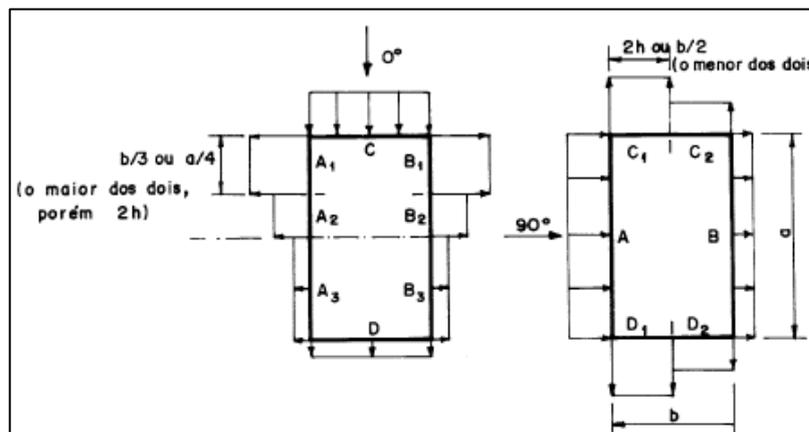 0°
b/3 ou a/4
(o maior dos dois,
porém 2h)
C
A1
B1
A2
B2
A3
B3
D
2h ou b/2
(o menor dos dois
C1
C2
90°
A
B
a
D1
D2
b